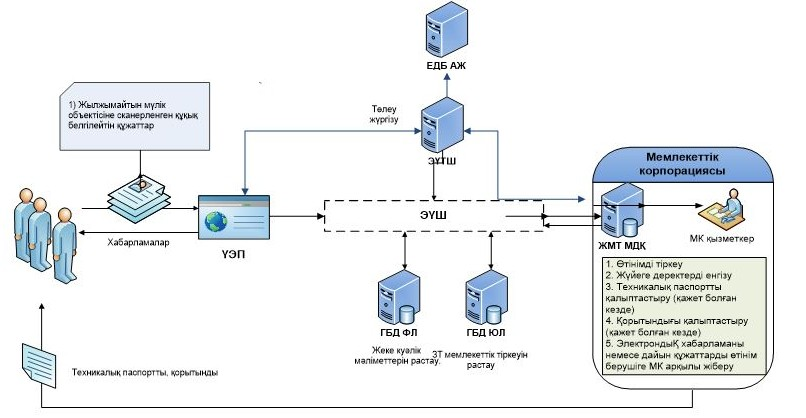 ЕДБ АЖ
1) Жылжымайтын мүлік
объектісіне сканерленген құқық
белгілейтін құжаттар
Төлеу
жүргізу
ЭҮТШ
Мемлекеттік
корпорациясы
ЭҮШ
Хабарламалар
ҮЭП
ЖМТ МДҚ
МК қызметкер
1. Өтінімді тіркеу
2. Жүйеге деректерді енгізу
3. Техникалық паспортты
қалыптастыру (қажет болған
кезде)
4. Қорытындығы қалыптастыру
(қажет болған кезде)
5. ЭлектрондыҚ хабарламаны
немесе дайын құжаттарды өтінім
берушіге МК арқылы жіберу
ГБД ФЛ
ГБД ЮЛ
Жеке куәлік
мәліметтерін растау.
ЗТ мемлекеттік тіркеуін
растау
Техникалық паспортты, қорытынды